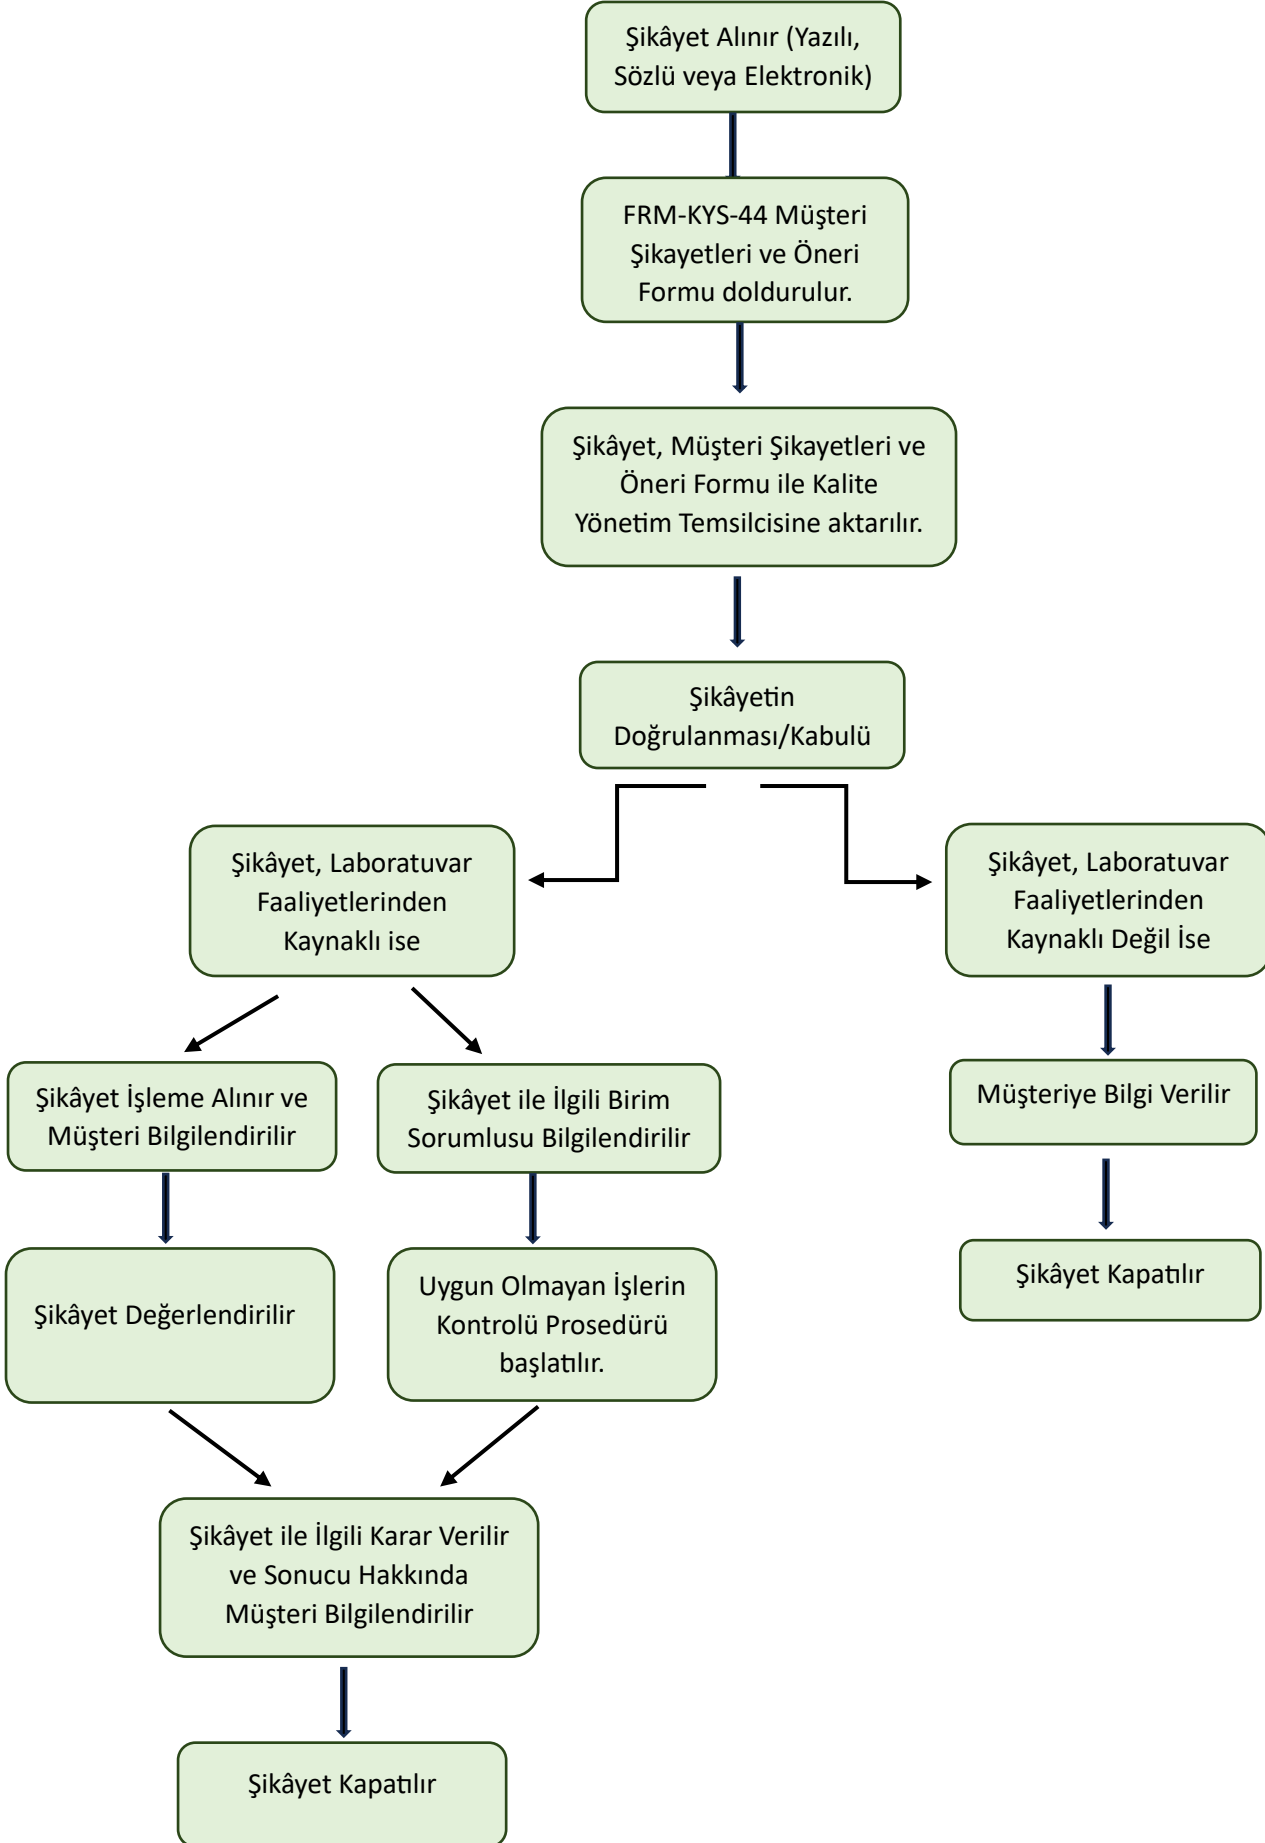 Şikâyet Alınır (Yazılı,
Sözlü veya Elektronik)
FRM-KYS-44 Müşteri
Şikayetleri ve Öneri
Formu doldurulur.
Şikâyet, Müşteri Şikayetleri ve
Öneri Formu ile Kalite
Yönetim Temsilcisine aktarılır.
Şikâyetin
Doğrulanması/Kabulü
Şikâyet, Laboratuvar
Faaliyetlerinden
Kaynaklı ise
Şikâyet, Laboratuvar
Faaliyetlerinden
Kaynaklı Değil İse
Şikâyet İşleme Alınır ve
Müşteri Bilgilendirilir
Şikâyet ile İlgili Birim
Sorumlusu Bilgilendirilir
Müşteriye Bilgi Verilir
Şikâyet Değerlendirilir
Uygun Olmayan İşlerin
Kontrolü Prosedürü
başlatılır.
Şikâyet Kapatılır
Şikâyet ile İlgili Karar Verilir
ve Sonucu Hakkında
Müşteri Bilgilendirilir
Şikâyet Kapatılır